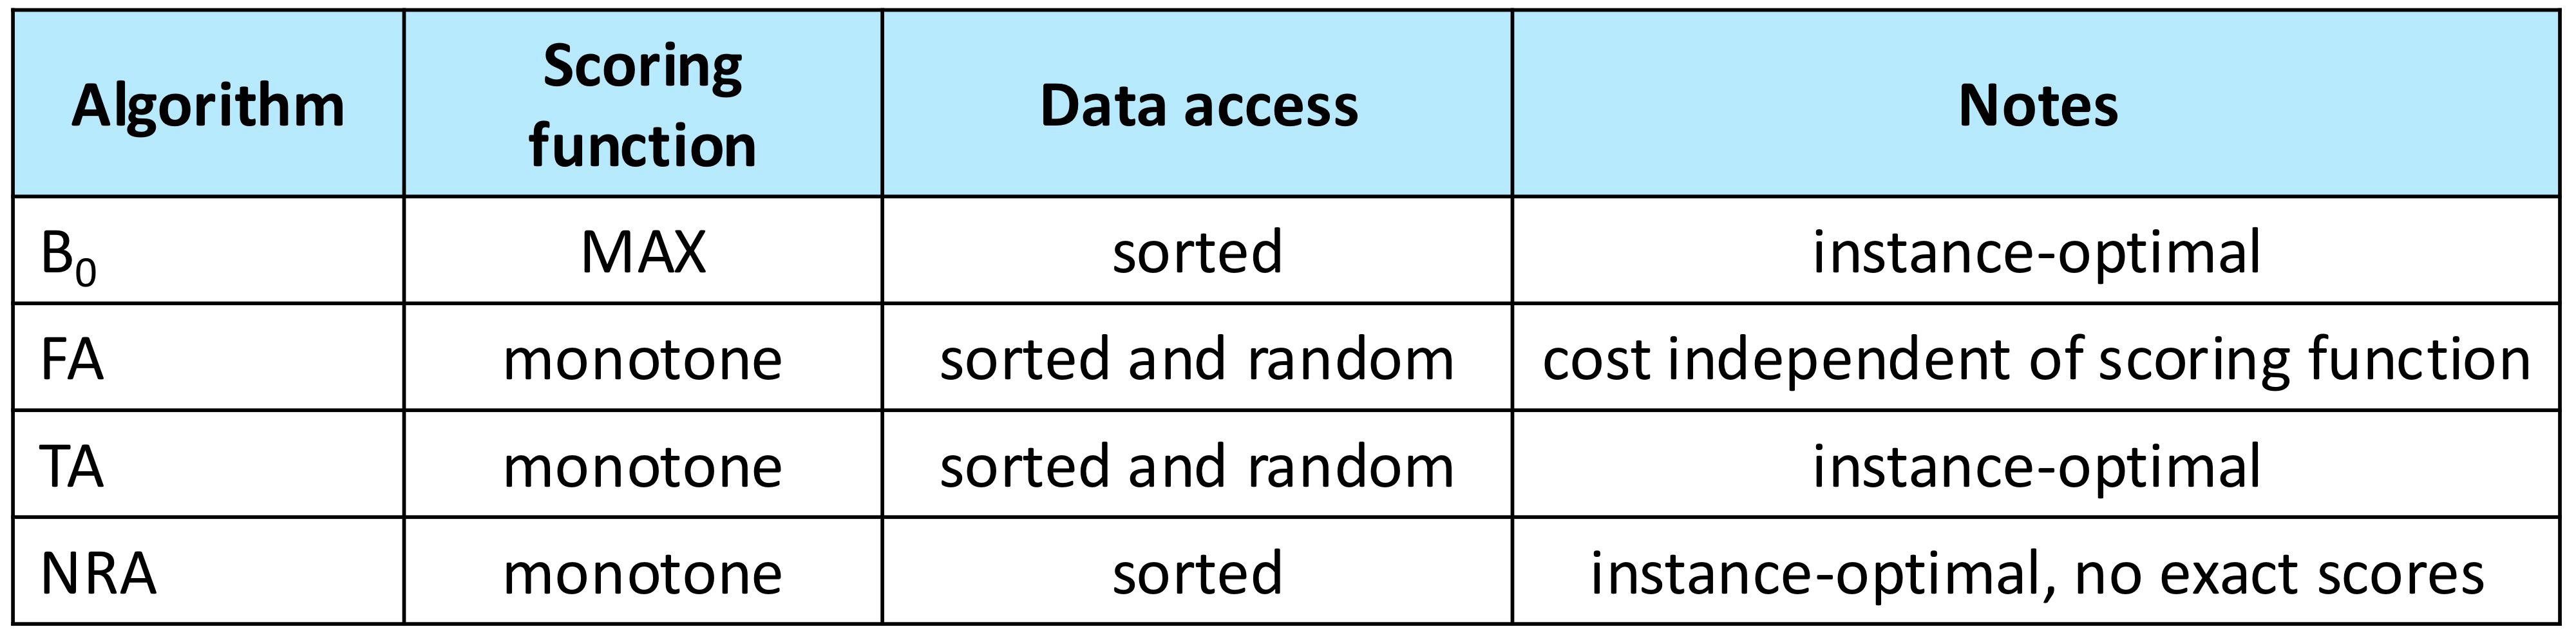 Algorithm Scoring function Data access Notes
B₀ MAX sorted instance-optimal
FA monotone sorted and random cost independent of scoring function
TA monotone sorted and random instance-optimal
NRA monotone sorted instance-optimal, no exact scores